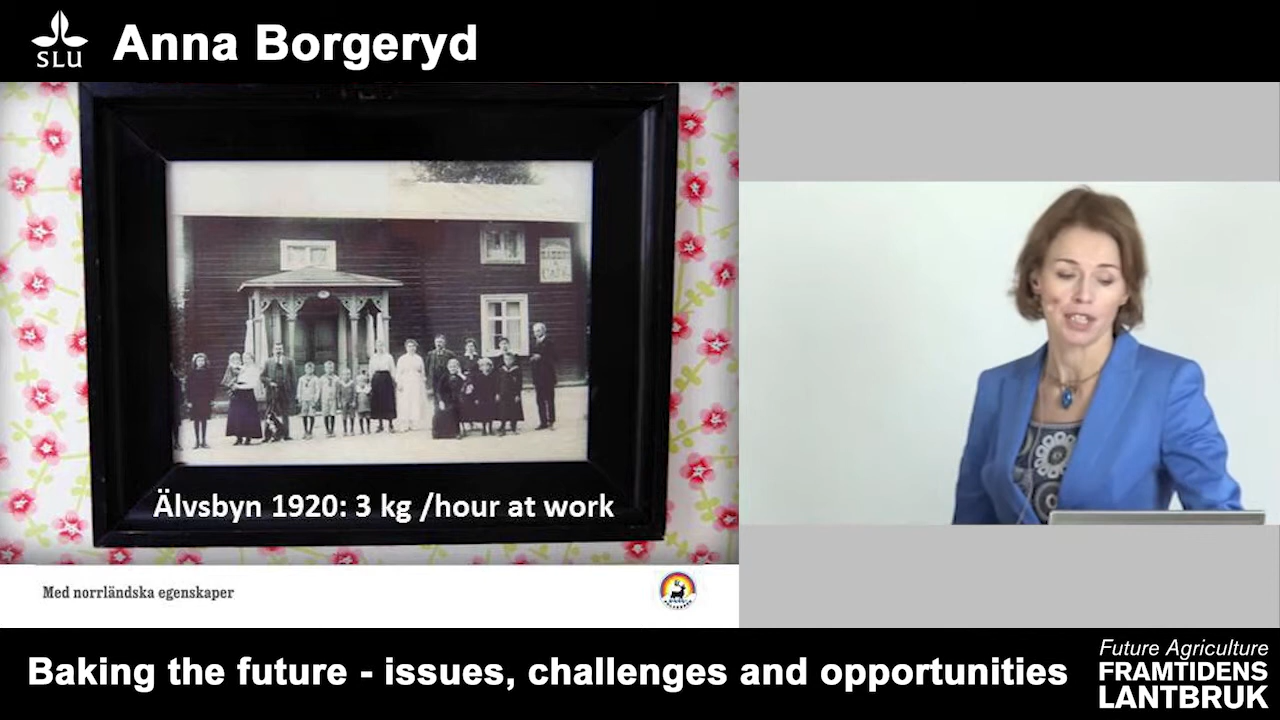 SLU
Anna Borgeryd
Älvsbyn 1920: 3 kg /hour at work
Med norrländska egenskaper
Baking the future - issues, challenges and opportunities
Future Agriculture
FRAMTIDENS
LANTBRUK